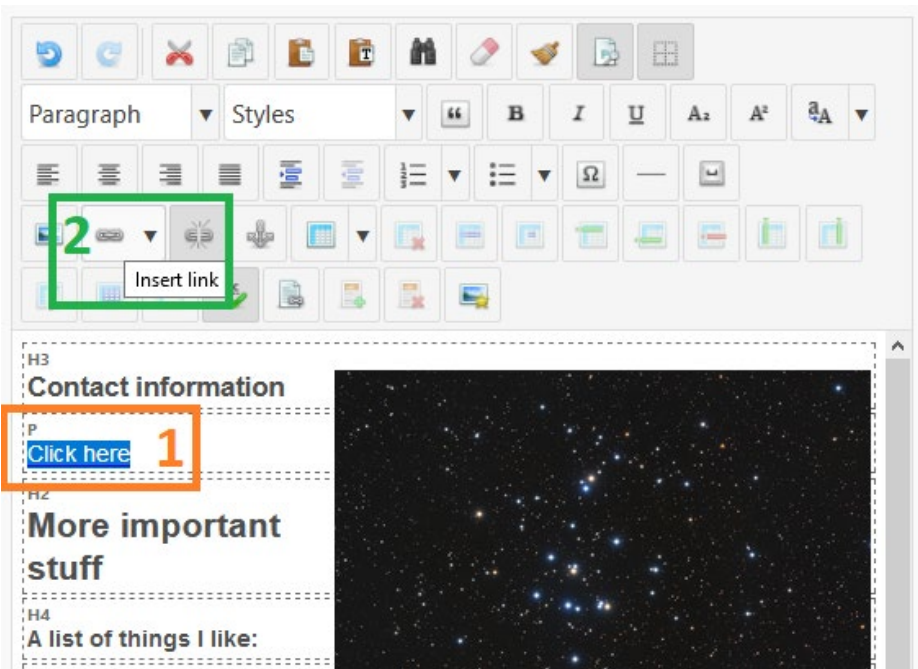 Paragraph Styles
2
Insert link
H3
Contact information
P
Click here 1
H2
More important
stuff
H4
A list of things I like: